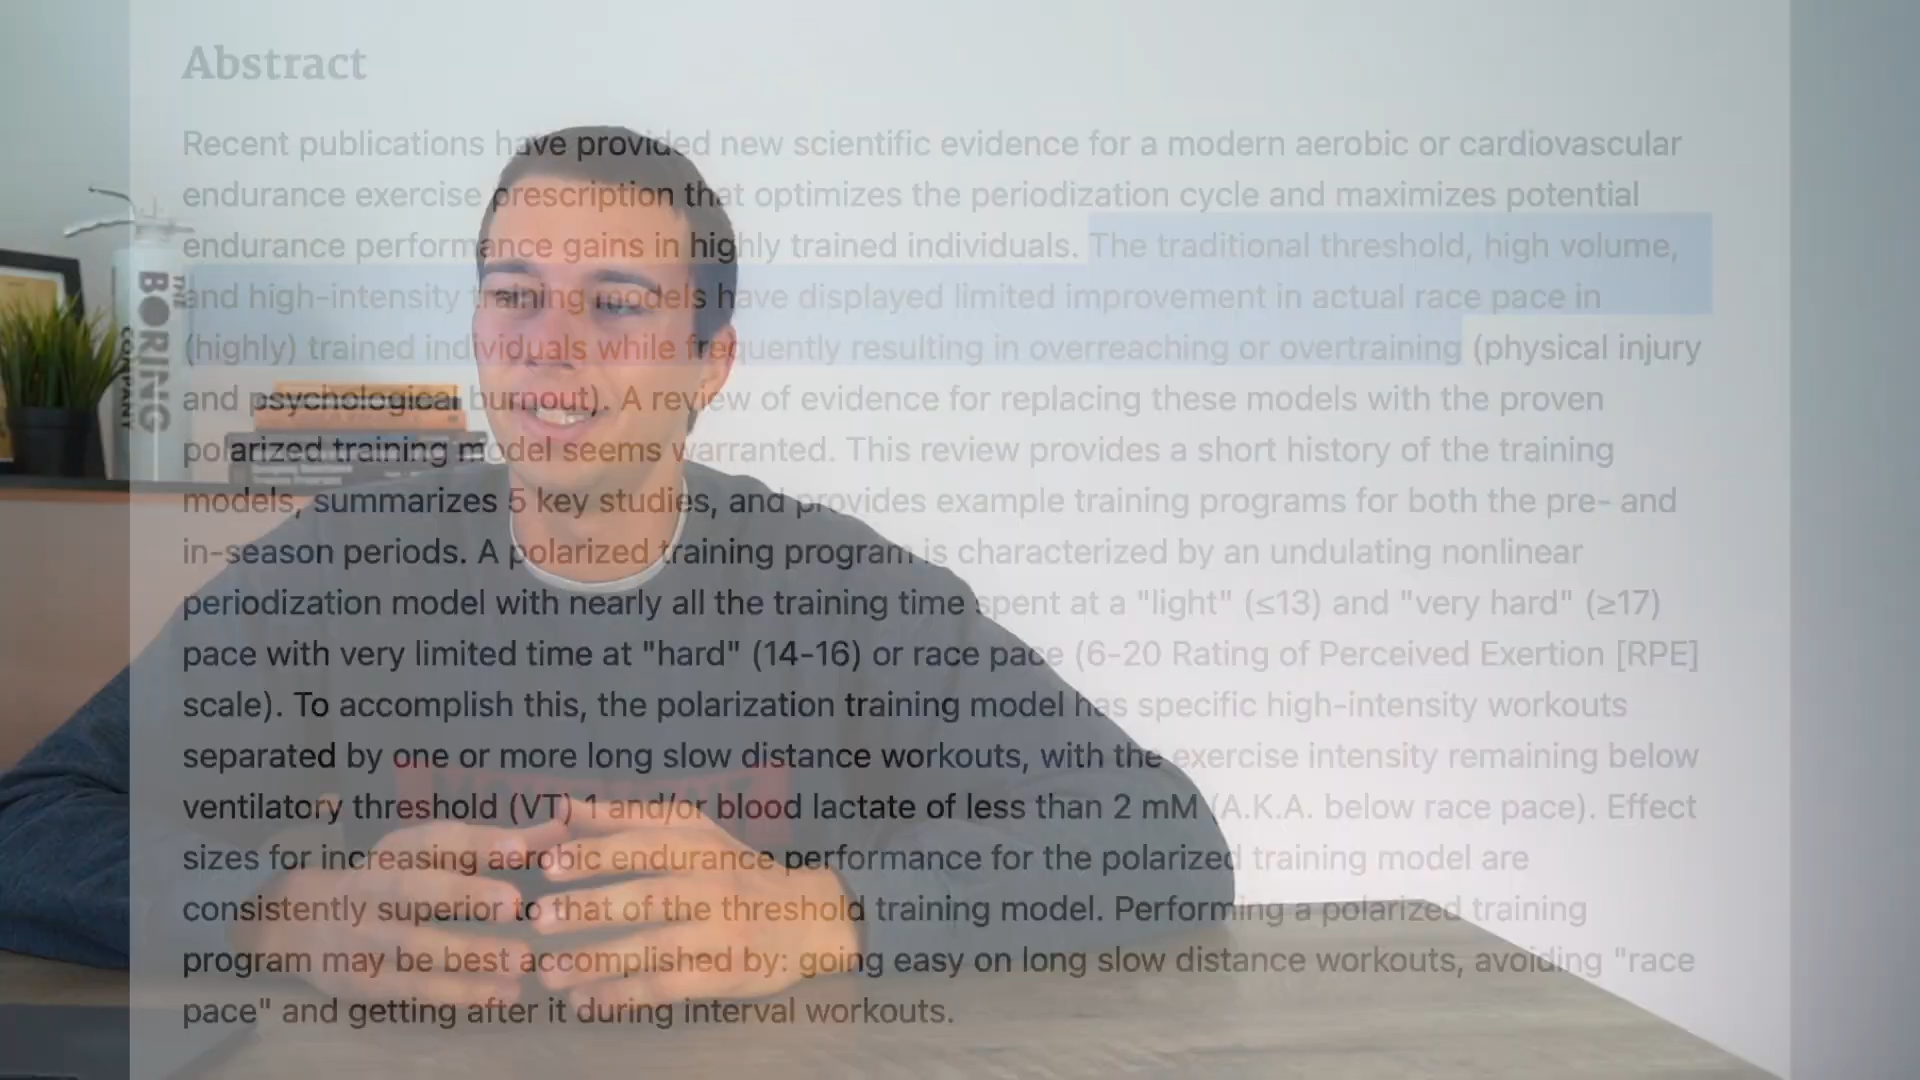 Abstract
Recent publications have provided new scientific evidence for a modern aerobic or cardiovascular
endurance exercise prescription that optimizes the periodization cycle and maximizes potential
endurance performance gains in highly trained individuals. The traditional threshold, high volume,
and high-intensity training models have displayed limited improvement in actual race pace in
(highly) trained individuals while frequently resulting in overreaching or overtraining (physical injury
and psychological burnout). A review of evidence for replacing these models with the proven
polarized training model seems warranted. This review provides a short history of the training
models, summarizes 5 key studies, and provides example training programs for both the pre- and
in-season periods. A polarized training program is characterized by an undulating nonlinear
periodization model with nearly all the training time spent at a "light" (≤13) and "very hard" (≥17)
pace with very limited time at "hard" (14-16) or race pace (6-20 Rating of Perceived Exertion [RPE]
scale). To accomplish this, the polarization training model has specific high-intensity workouts
separated by one or more long slow distance workouts, with the exercise intensity remaining below
ventilatory threshold (VT) 1 and/or blood lactate of less than 2 mM (A.K.A. below race pace). Effect
sizes for increasing aerobic endurance performance for the polarized training model are
consistently superior to that of the threshold training model. Performing a polarized training
program may be best accomplished by: going easy on long slow distance workouts, avoiding "race
pace" and getting after it during interval workouts.
THE
BORING
COMPANY